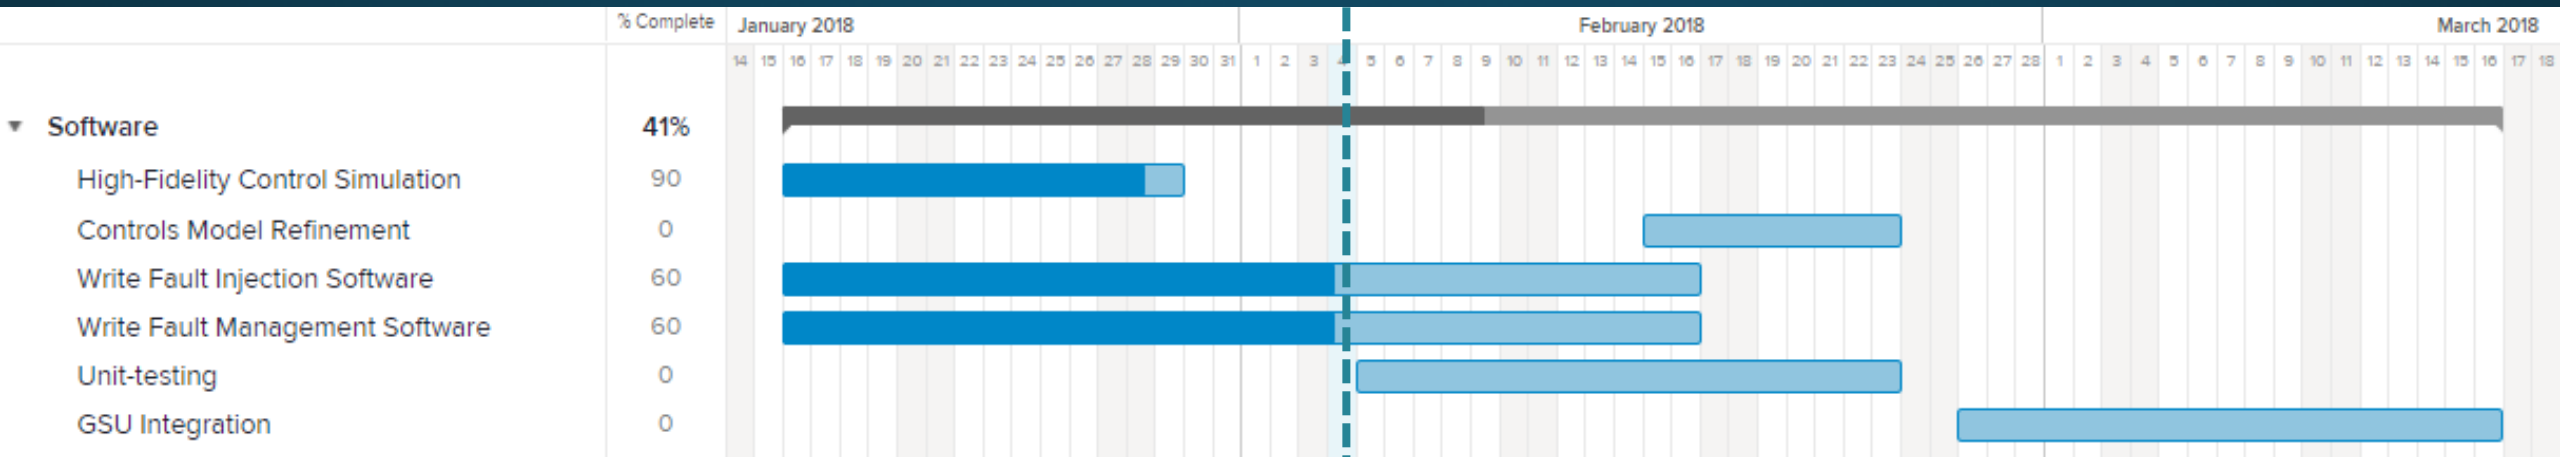 % Complete January 2018 February 2018 March 2018
14 15 16 17 18 19 20 21 22 23 24 25 26 27 28 29 30 31 1 2 3 4 5 6 7 8 9 10 11 12 13 14 15 16 17 18 19 20 21 22 23 24 25 26 27 28 1 2 3 4 5 6 7 8 9 10 11 12 13 14 15 16 17 18
Software 41%
High-Fidelity Control Simulation 90
Controls Model Refinement 0
Write Fault Injection Software 60
Write Fault Management Software 60
Unit-testing 0
GSU Integration 0